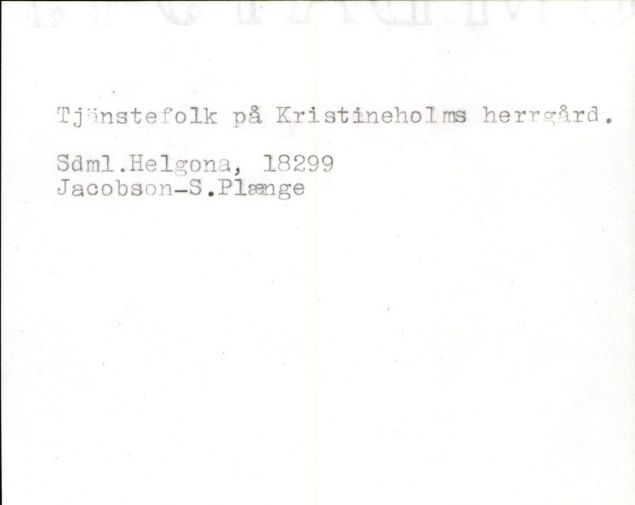 Tjänstefolk på Kristineholms herrgård.
Sdml.Helgona, 18299
Jacobson-S.Plænge